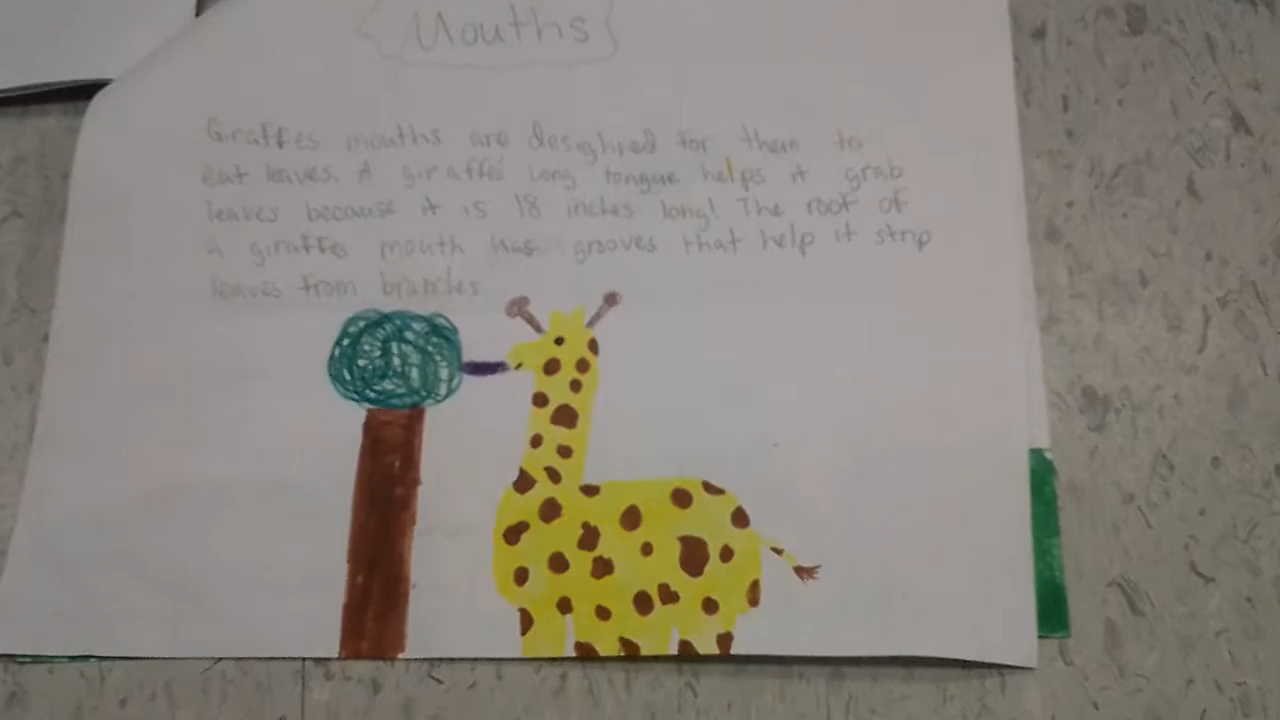 Mouths
Giraffes mouths are designed for them to
eat leaves. A giraffe long tongue helps it grab
leaves because it is 18 inches long! The roof of
a giraffes mouth has grooves that help it strip
leaves from branches